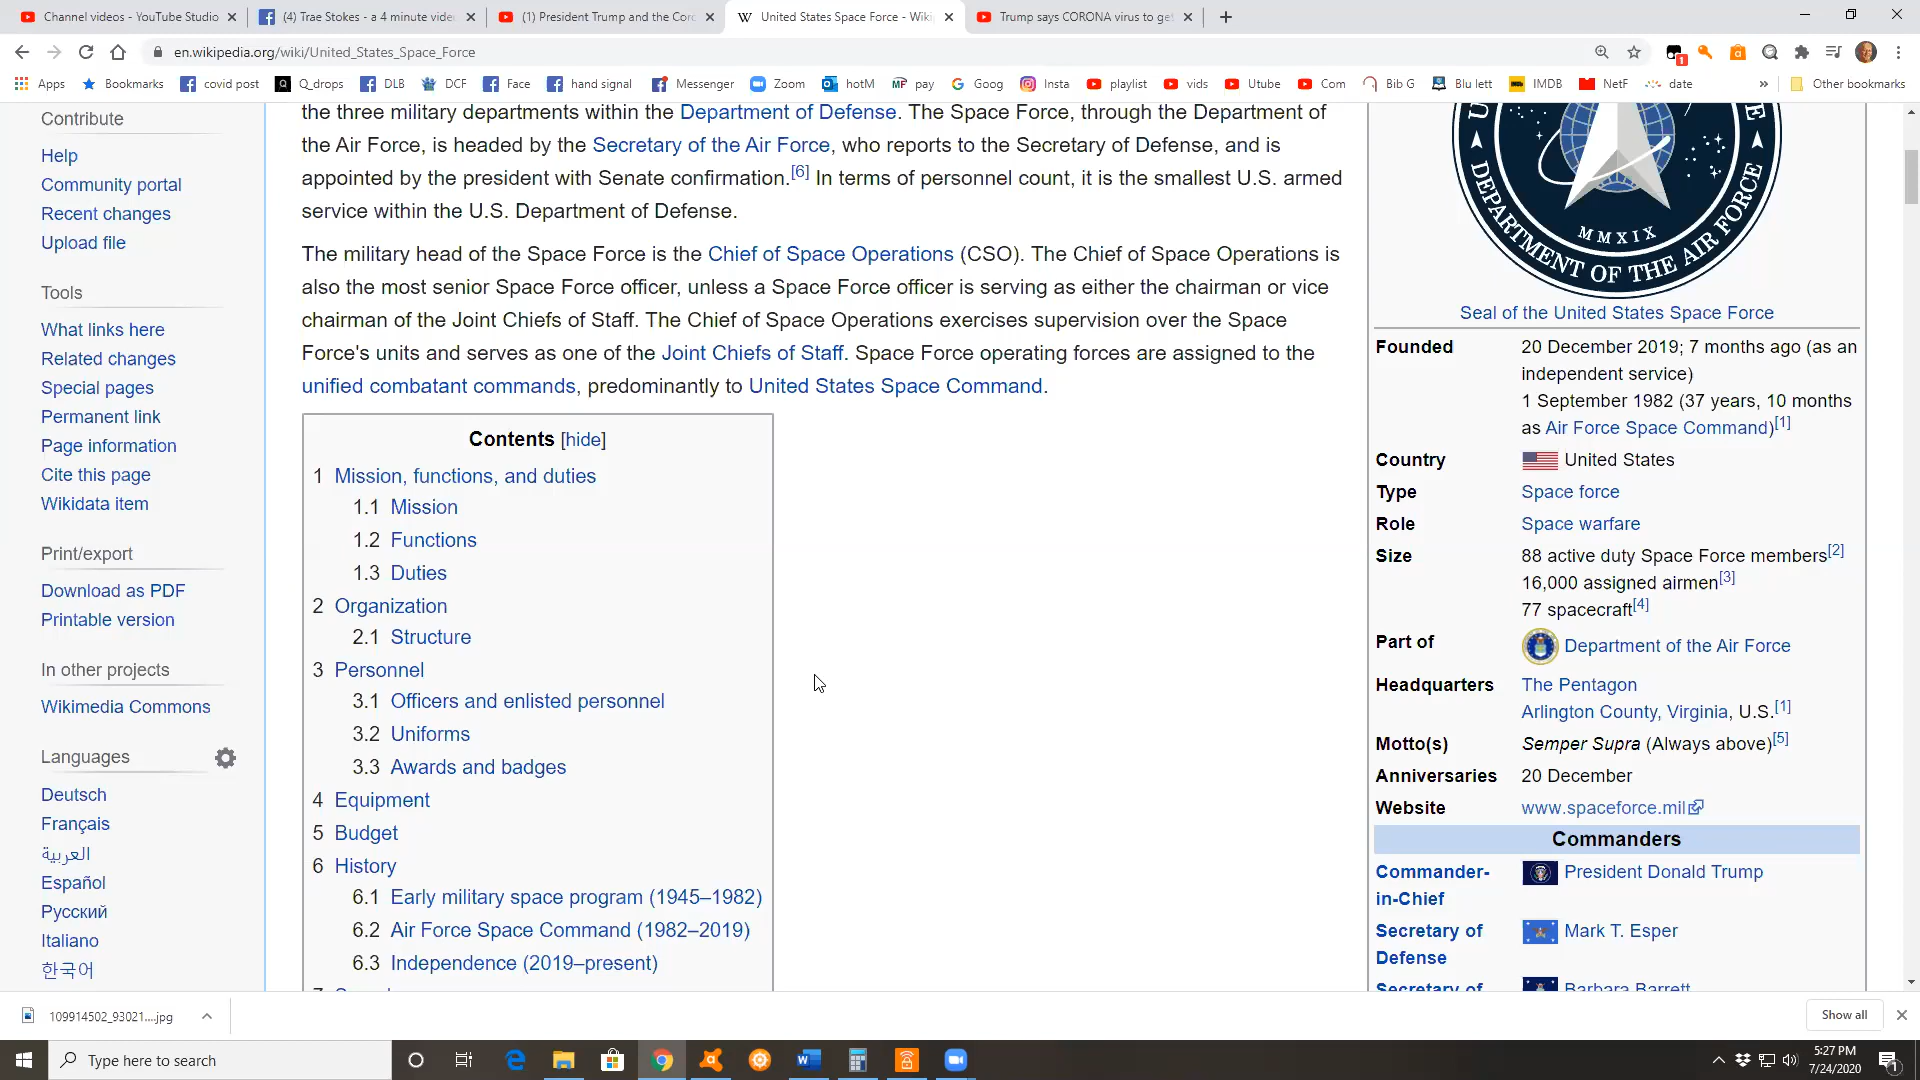 Channel videos - YouTube Studio
(4) Trae Stokes - a 4 minute vide
(1) President Trump and the Cor
W United States Space Force - Wiki
Trump says CORONA virus to ge
en.wikipedia.org/wiki/United_States_Space_Force
1
Apps
Bookmarks
covid post
Q Q_drops
DLB
DCF
Face
hand signal
Messenger
Zoom
hotM
MF pay
Goog
Insta
playlist
vids
Utube
Com
Bib G
Blu lett
IMDB
NetF
date
»
Other bookmarks
Contribute
Help
Community portal
Recent changes
Upload file
Tools
What links here
Related changes
Special pages
Permanent link
Page information
Cite this page
Wikidata item
Print/export
Download as PDF
Printable version
In other projects
Wikimedia Commons
Languages
Deutsch
Français
العربية
Español
Русский
Italiano
한국어
the three military departments within the Department of Defense. The Space Force, through the Department of
the Air Force, is headed by the Secretary of the Air Force, who reports to the Secretary of Defense, and is
appointed by the president with Senate confirmation.[6] In terms of personnel count, it is the smallest U.S. armed
service within the U.S. Department of Defense.
The military head of the Space Force is the Chief of Space Operations (CSO). The Chief of Space Operations is
also the most senior Space Force officer, unless a Space Force officer is serving as either the chairman or vice
chairman of the Joint Chiefs of Staff. The Chief of Space Operations exercises supervision over the Space
Force's units and serves as one of the Joint Chiefs of Staff. Space Force operating forces are assigned to the
unified combatant commands, predominantly to United States Space Command.
Contents [hide]
1 Mission, functions, and duties
1.1 Mission
1.2 Functions
1.3 Duties
2 Organization
2.1 Structure
3 Personnel
3.1 Officers and enlisted personnel
3.2 Uniforms
3.3 Awards and badges
4 Equipment
5 Budget
6 History
6.1 Early military space program (1945–1982)
6.2 Air Force Space Command (1982–2019)
6.3 Independence (2019–present)
DEPARTMENT OF THE AIR FORCE
MMXIX
Seal of the United States Space Force
Founded 20 December 2019; 7 months ago (as an
independent service)
1 September 1982 (37 years, 10 months
as Air Force Space Command)[1]
Country United States
Type Space force
Role Space warfare
Size 88 active duty Space Force members[2]
16,000 assigned airmen[3]
77 spacecraft[4]
Part of Department of the Air Force
Headquarters The Pentagon
Arlington County, Virginia, U.S.[1]
Motto(s) Semper Supra (Always above)[5]
Anniversaries 20 December
Website www.spaceforce.mil
Commanders
Commander-in-Chief President Donald Trump
Secretary of Defense Mark T. Esper
Secretary of Barbara Barrett
109914502_93021....jpg
Show all
Type here to search
5:27 PM
7/24/2020
1